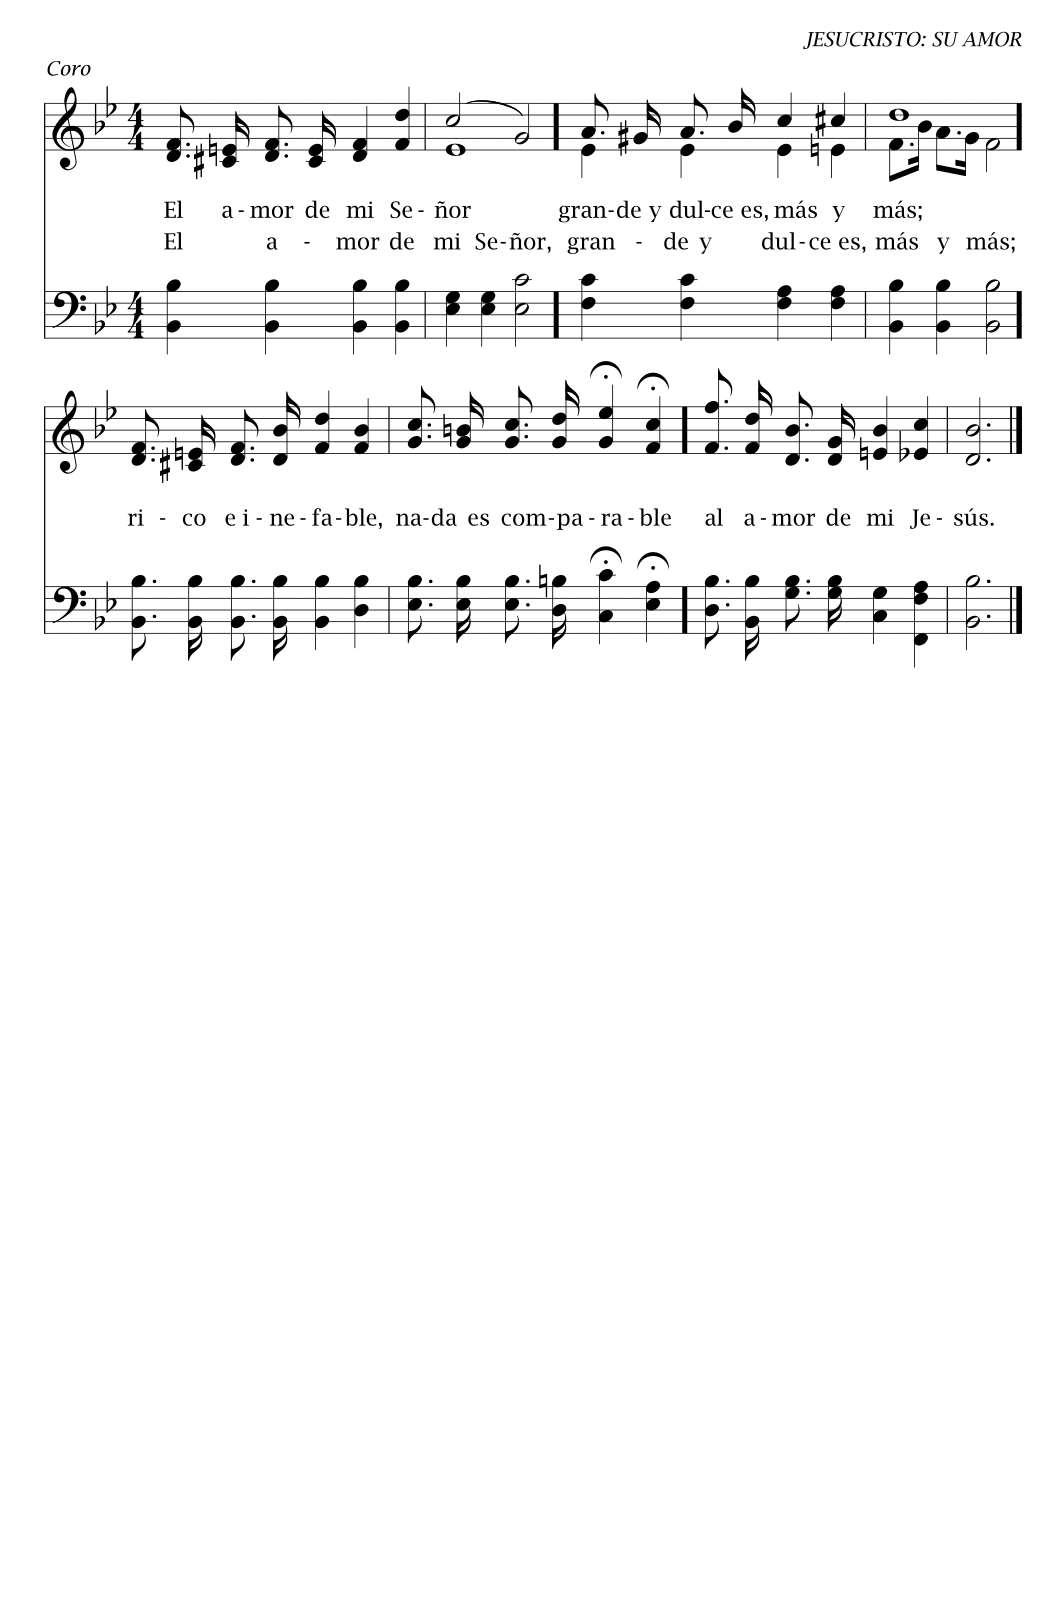 JESUCRISTO: SU AMOR
Coro
El a - mor de mi Se - ñor gran - de y dul - ce es, más y más;
El a - mor de mi Se - ñor, gran - de y dul - ce es, más y más;
ri - co e i - ne - fa - ble, na - da es com - pa - ra - ble al a - mor de mi Je - sús.